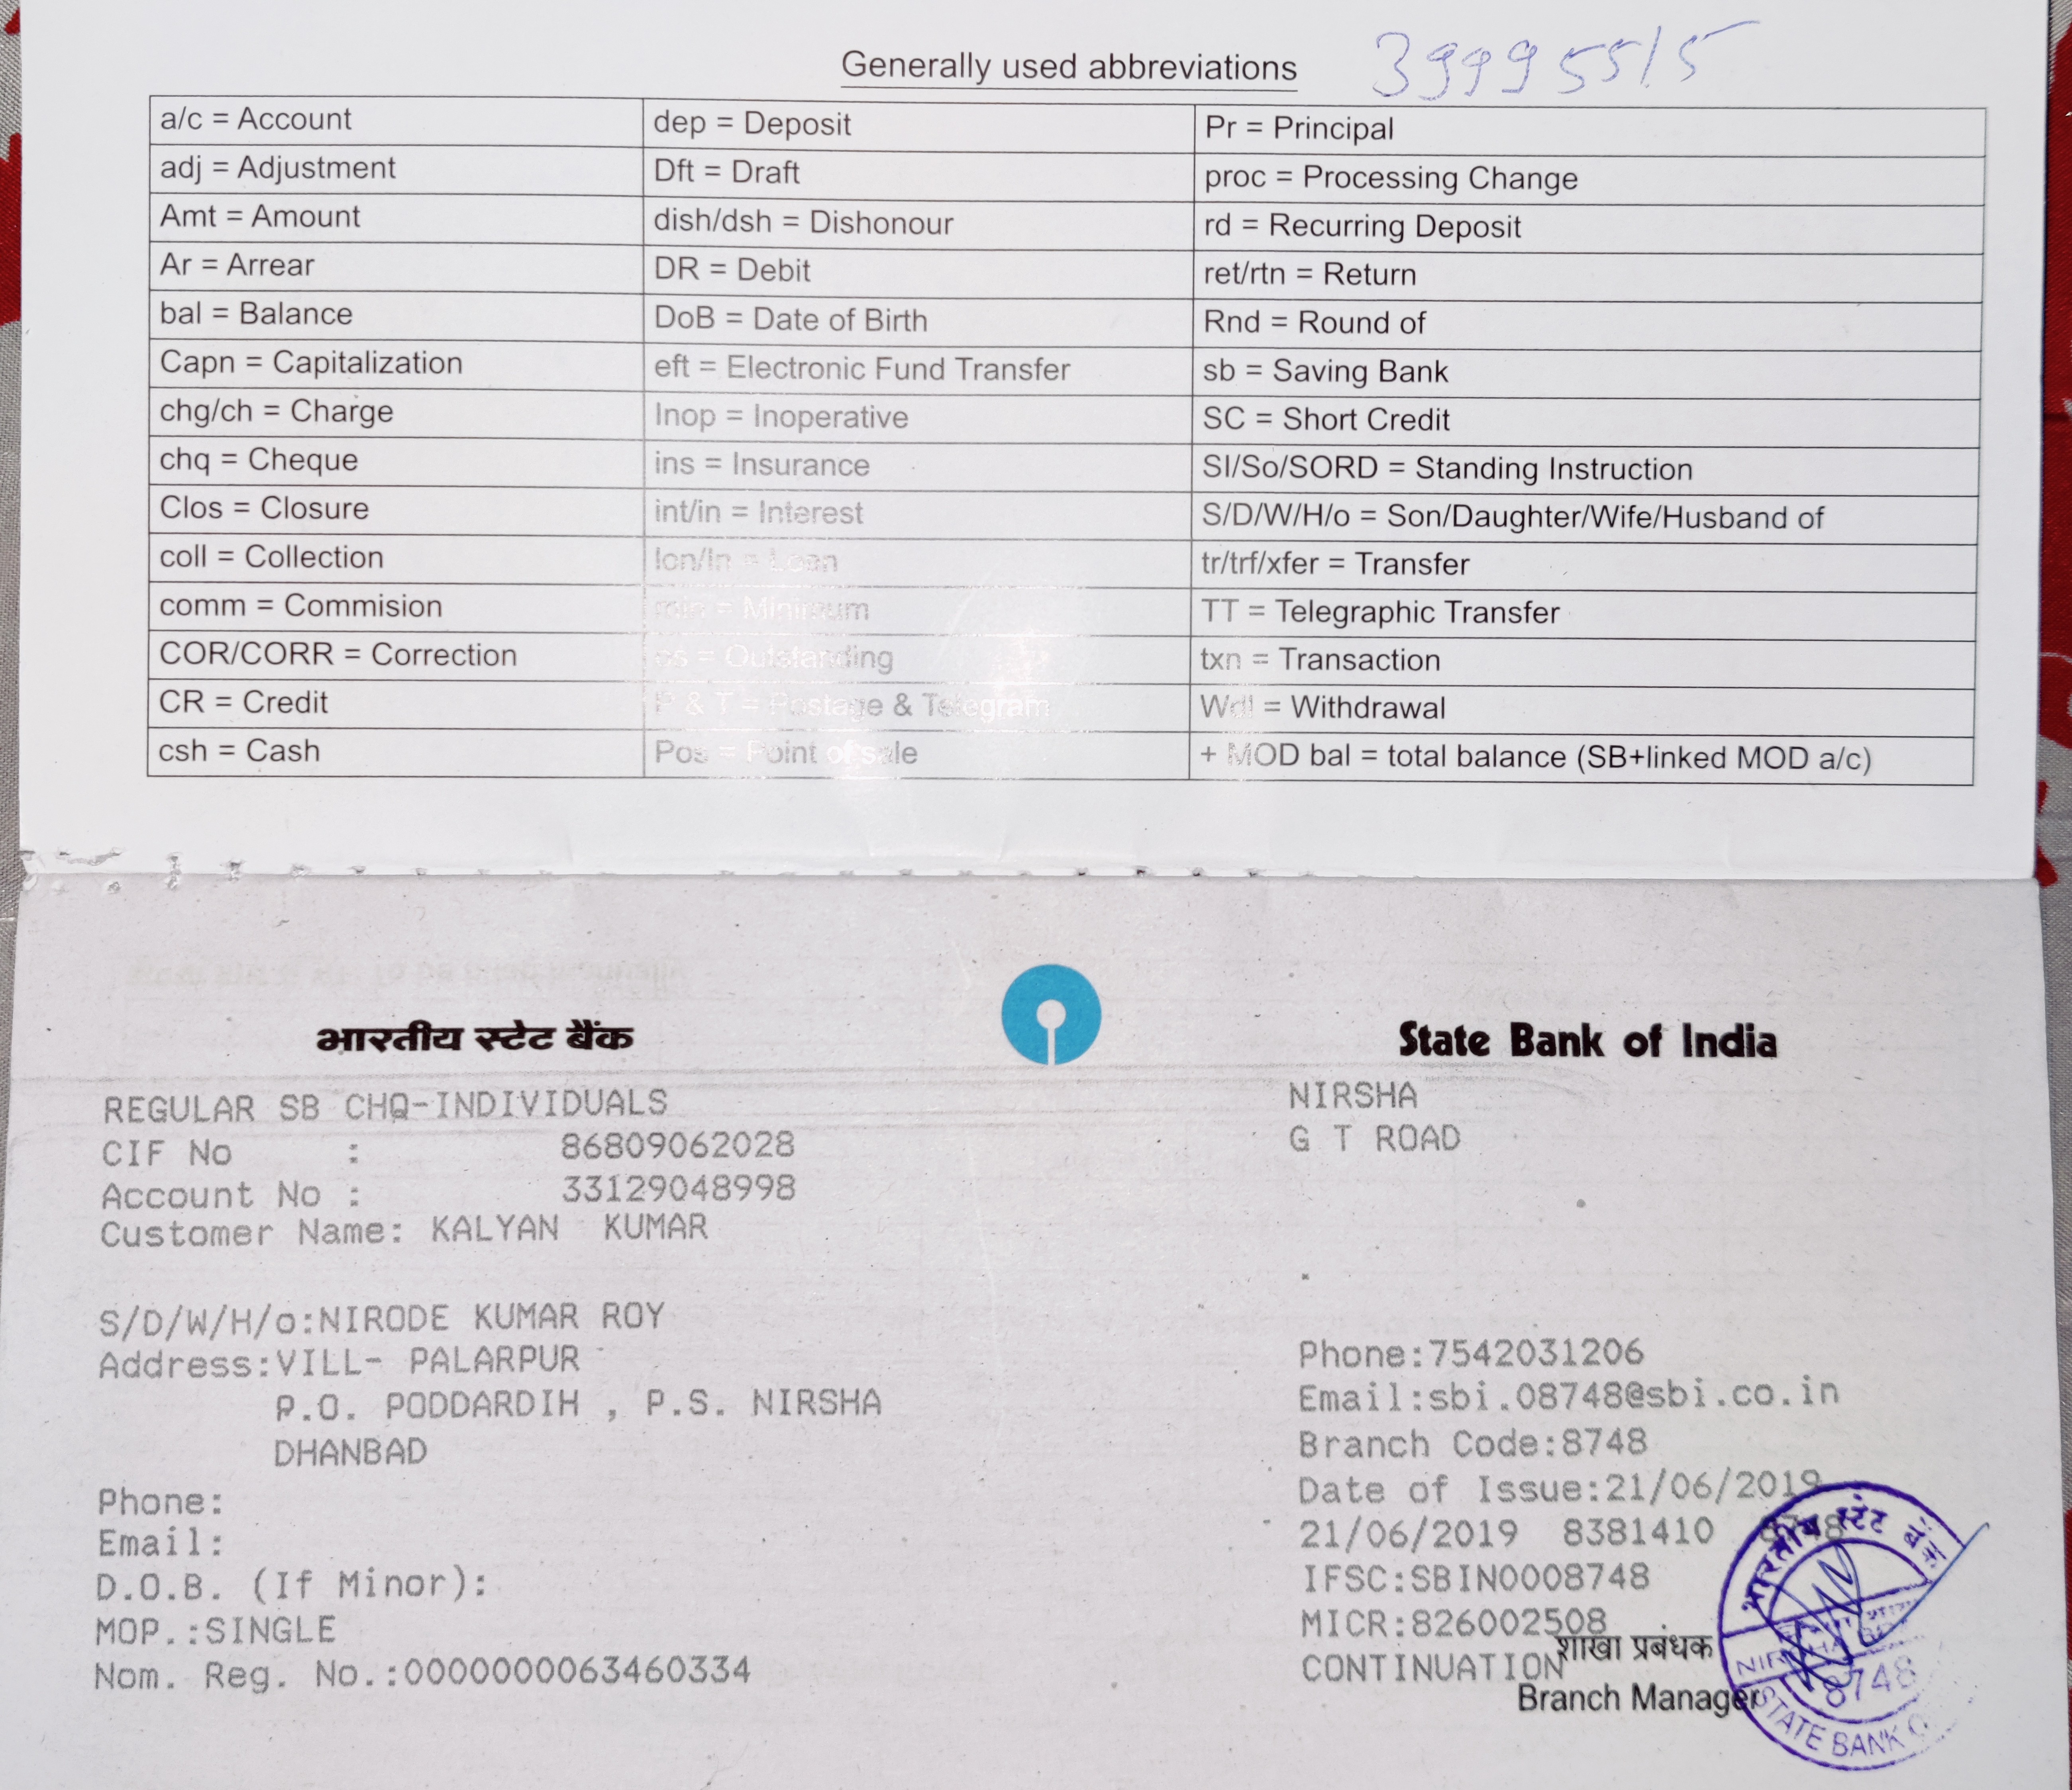 Generally used abbreviations 39995515
a/c = Account dep = Deposit Pr = Principal
adj = Adjustment Dft = Draft proc = Processing Change
Amt = Amount dish/dsh = Dishonour rd = Recurring Deposit
Ar = Arrear DR = Debit ret/rtn = Return
bal = Balance DoB = Date of Birth Rnd = Round of
Capn = Capitalization eft = Electronic Fund Transfer sb = Saving Bank
chg/ch = Charge Inop = Inoperative SC = Short Credit
chq = Cheque ins = Insurance SI/So/SORD = Standing Instruction
Clos = Closure int/in = Interest S/D/W/H/o = Son/Daughter/Wife/Husband of
coll = Collection lon/ln = Loan tr/trf/xfer = Transfer
comm = Commision min = Minimum TT = Telegraphic Transfer
COR/CORR = Correction os = Outstanding txn = Transaction
CR = Credit P & T = Postage & Telegram Wdl = Withdrawal
csh = Cash Pos = Point of sale + MOD bal = total balance (SB+linked MOD a/c)
भारतीय स्टेट बैंक State Bank of India
REGULAR SB CHQ-INDIVIDUALS NIRSHA
CIF No : 86809062028 G T ROAD
Account No : 33129048998
Customer Name: KALYAN KUMAR
S/D/W/H/o:NIRODE KUMAR ROY
Address:VILL- PALARPUR Phone:7542031206
P.O. PODDARDIH , P.S. NIRSHA Email:sbi.08748@sbi.co.in
DHANBAD Branch Code:8748
Phone: Date of Issue:21/06/2019
Email: 21/06/2019 8381410 8748
D.O.B. (If Minor): IFSC:SBIN0008748
MOP.:SINGLE MICR:826002508
Nom. Reg. No.:0000000063460334 CONTINUATION
शाखा प्रबंधक
Branch Manager
भारतीय स्टेट बैंक
8748
STATE BANK